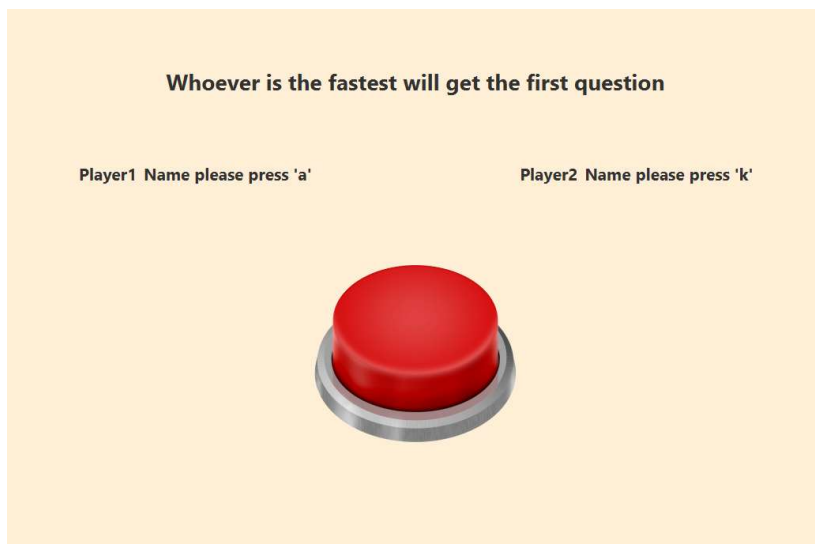 Whoever is the fastest will get the first question
Player1 Name please press 'a'
Player2 Name please press 'k'